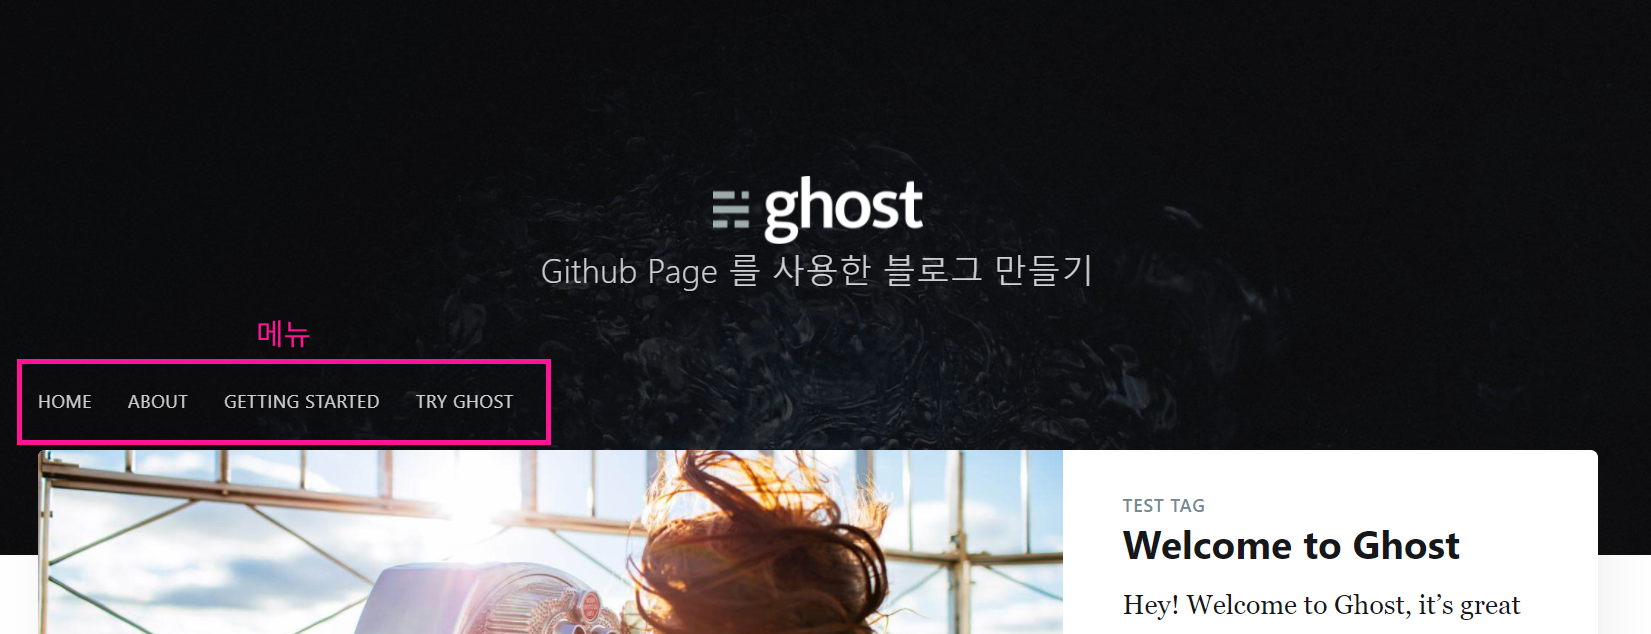 ghost
Github Page 를 사용한 블로그 만들기
메뉴
HOME ABOUT GETTING STARTED TRY GHOST
TEST TAG
Welcome to Ghost
Hey! Welcome to Ghost, it’s great